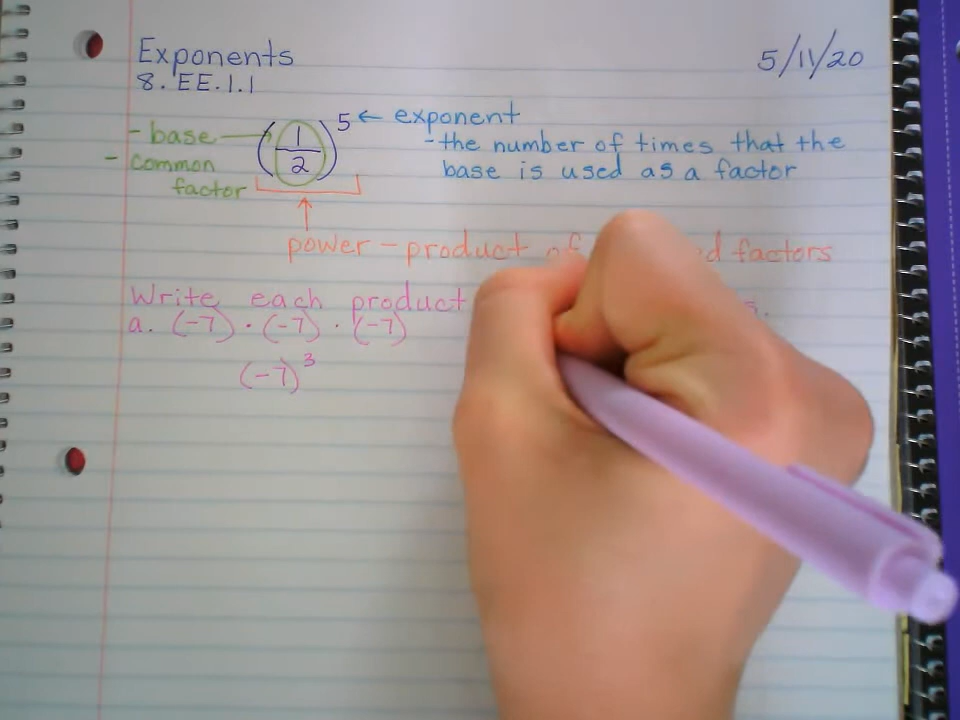 Exponents 5/11/20
8.EE.1.1
(1/2)⁵ ← exponent
- base - the number of times that the
- common base is used as a factor
factor
power - product of factors
Write each product
a. (-7) · (-7) · (-7)
(-7)³